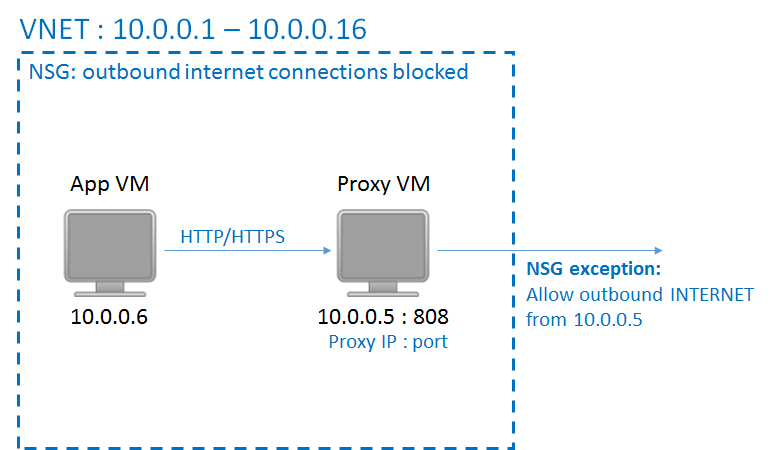 VNET : 10.0.0.1 – 10.0.0.16
NSG: outbound internet connections blocked
App VM
Proxy VM
HTTP/HTTPS
10.0.0.6
10.0.0.5 : 808
Proxy IP : port
NSG exception:
Allow outbound INTERNET
from 10.0.0.5